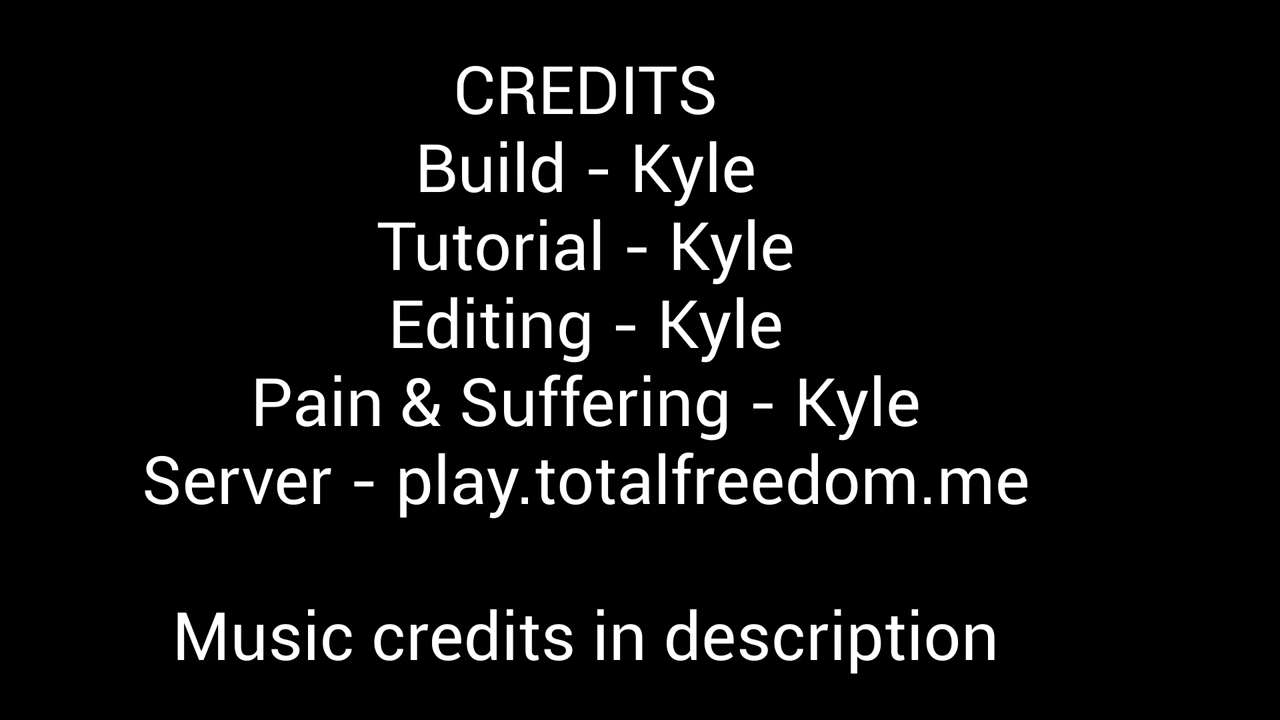 CREDITS
Build - Kyle
Tutorial - Kyle
Editing - Kyle
Pain & Suffering - Kyle
Server - play.totalfreedom.me
Music credits in description